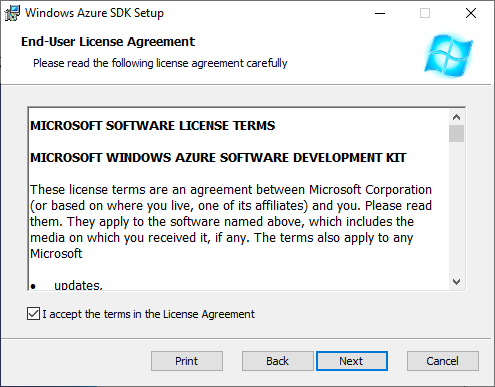 Windows Azure SDK Setup
End-User License Agreement
Please read the following license agreement carefully
MICROSOFT SOFTWARE LICENSE TERMS
MICROSOFT WINDOWS AZURE SOFTWARE DEVELOPMENT KIT
These license terms are an agreement between Microsoft Corporation
(or based on where you live, one of its affiliates) and you. Please read
them. They apply to the software named above, which includes the
media on which you received it, if any. The terms also apply to any
Microsoft
• updates,
I accept the terms in the License Agreement
Print Back Next Cancel